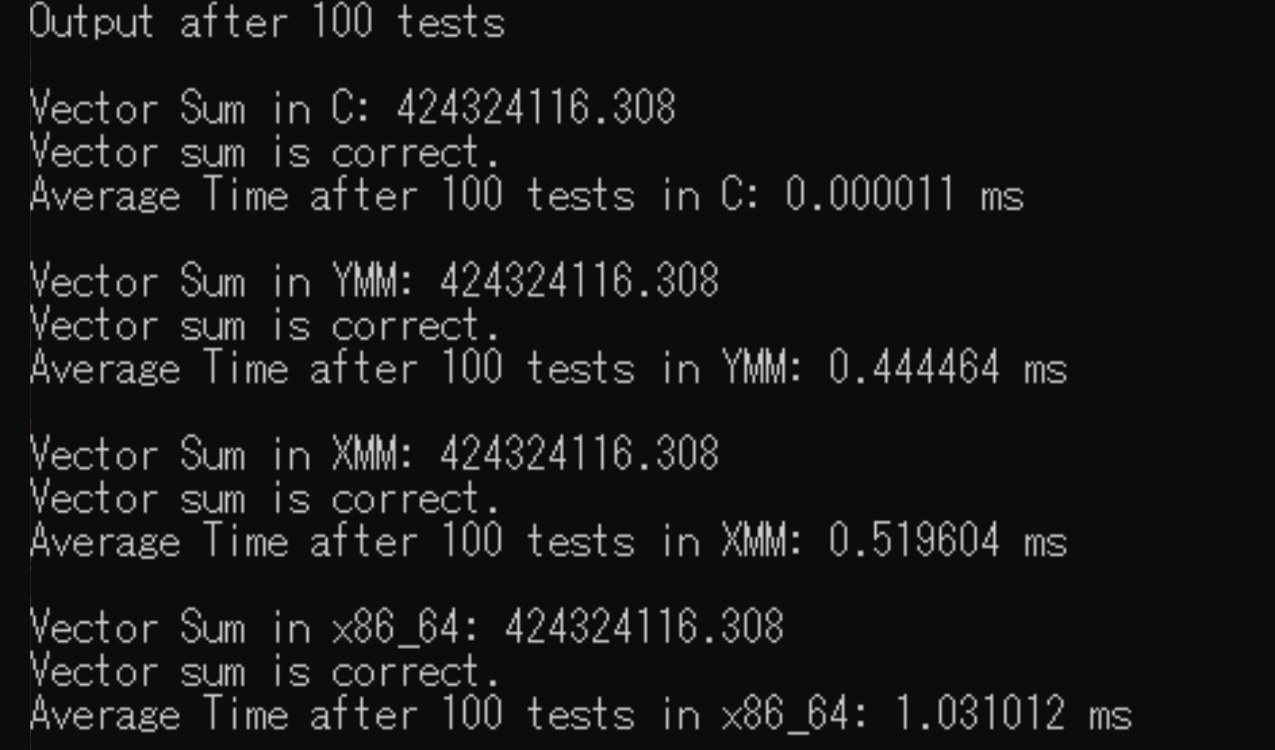 Output after 100 tests
Vector Sum in C: 424324116.308
Vector sum is correct.
Average Time after 100 tests in C: 0.000011 ms
Vector Sum in YMM: 424324116.308
Vector sum is correct.
Average Time after 100 tests in YMM: 0.444464 ms
Vector Sum in XMM: 424324116.308
Vector sum is correct.
Average Time after 100 tests in XMM: 0.519604 ms
Vector Sum in x86_64: 424324116.308
Vector sum is correct.
Average Time after 100 tests in x86_64: 1.031012 ms